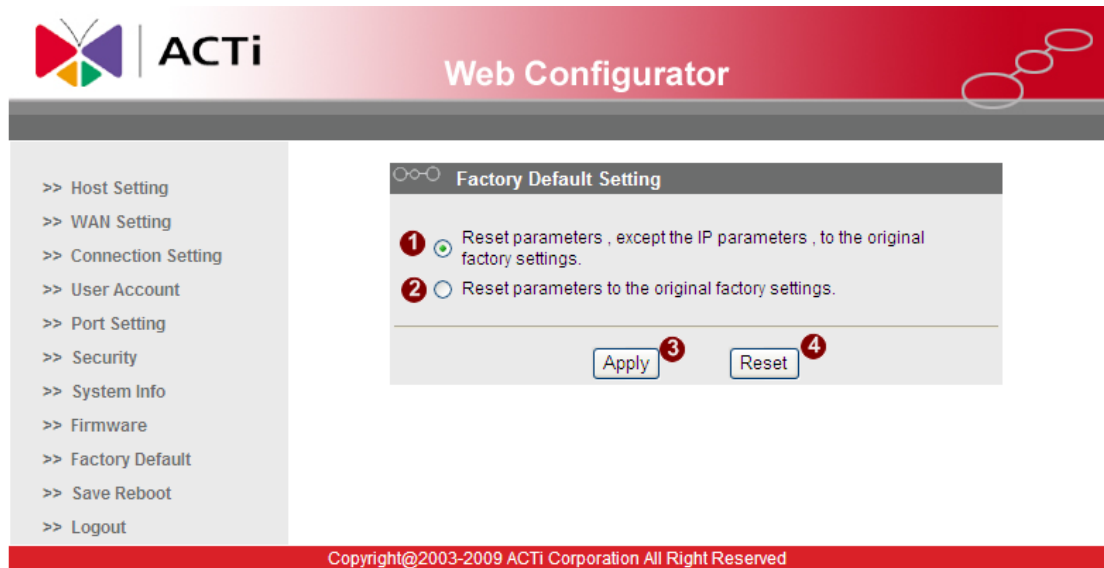 ACTi
Web Configurator
>> Host Setting
>> WAN Setting
>> Connection Setting
>> User Account
>> Port Setting
>> Security
>> System Info
>> Firmware
>> Factory Default
>> Save Reboot
>> Logout
Factory Default Setting
1 Reset parameters , except the IP parameters , to the original
factory settings.
2 Reset parameters to the original factory settings.
Apply 3 Reset 4
Copyright@2003-2009 ACTi Corporation All Right Reserved